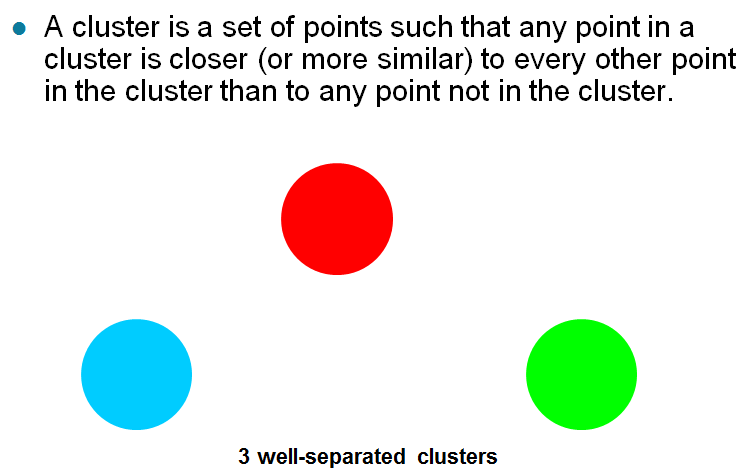 • A cluster is a set of points such that any point in a
cluster is closer (or more similar) to every other point
in the cluster than to any point not in the cluster.
3 well-separated clusters